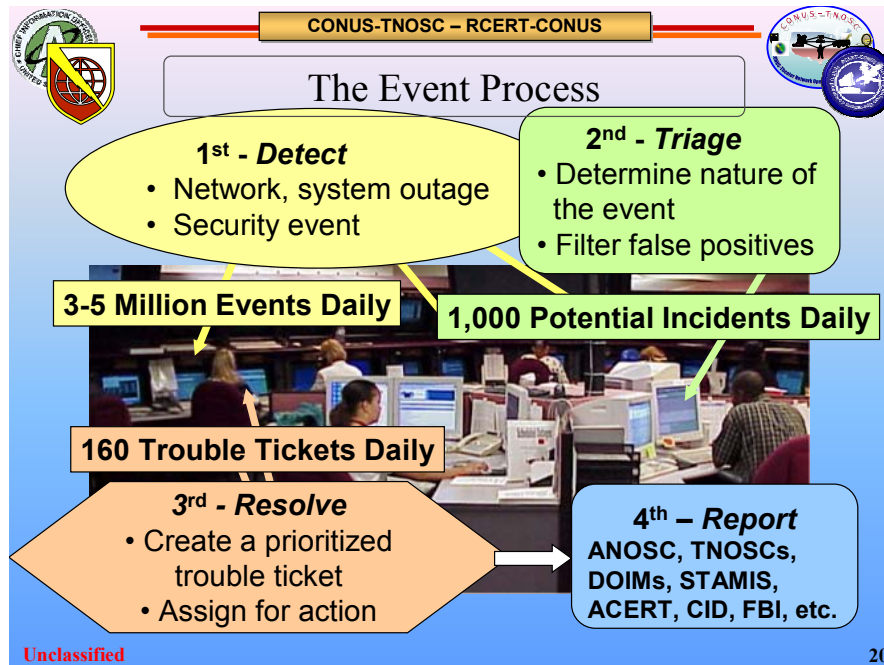 CONUS-TNOSC – RCERT-CONUS
The Event Process
1st - Detect
• Network, system outage
• Security event
2nd - Triage
• Determine nature of
the event
• Filter false positives
3-5 Million Events Daily
1,000 Potential Incidents Daily
160 Trouble Tickets Daily
3rd - Resolve
• Create a prioritized
trouble ticket
• Assign for action
4th – Report
ANOSC, TNOSCs,
DOIMs, STAMIS,
ACERT, CID, FBI, etc.
Unclassified
20